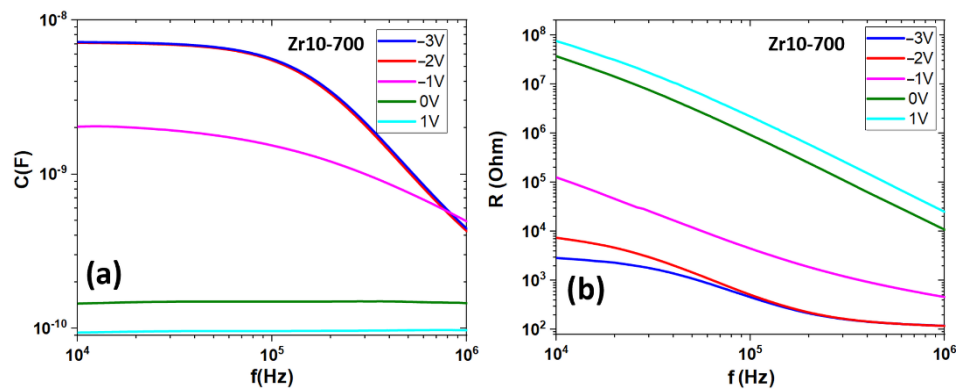 Zr10-700
−3V
−2V
−1V
0V
1V
10⁻⁸
10⁻⁹
10⁻¹⁰
C(F)
(a)
10⁴
10⁵
10⁶
f(Hz)
Zr10-700
−3V
−2V
−1V
0V
1V
10⁸
10⁷
10⁶
10⁵
10⁴
10³
10²
R (Ohm)
(b)
10⁴
10⁵
10⁶
f (Hz)